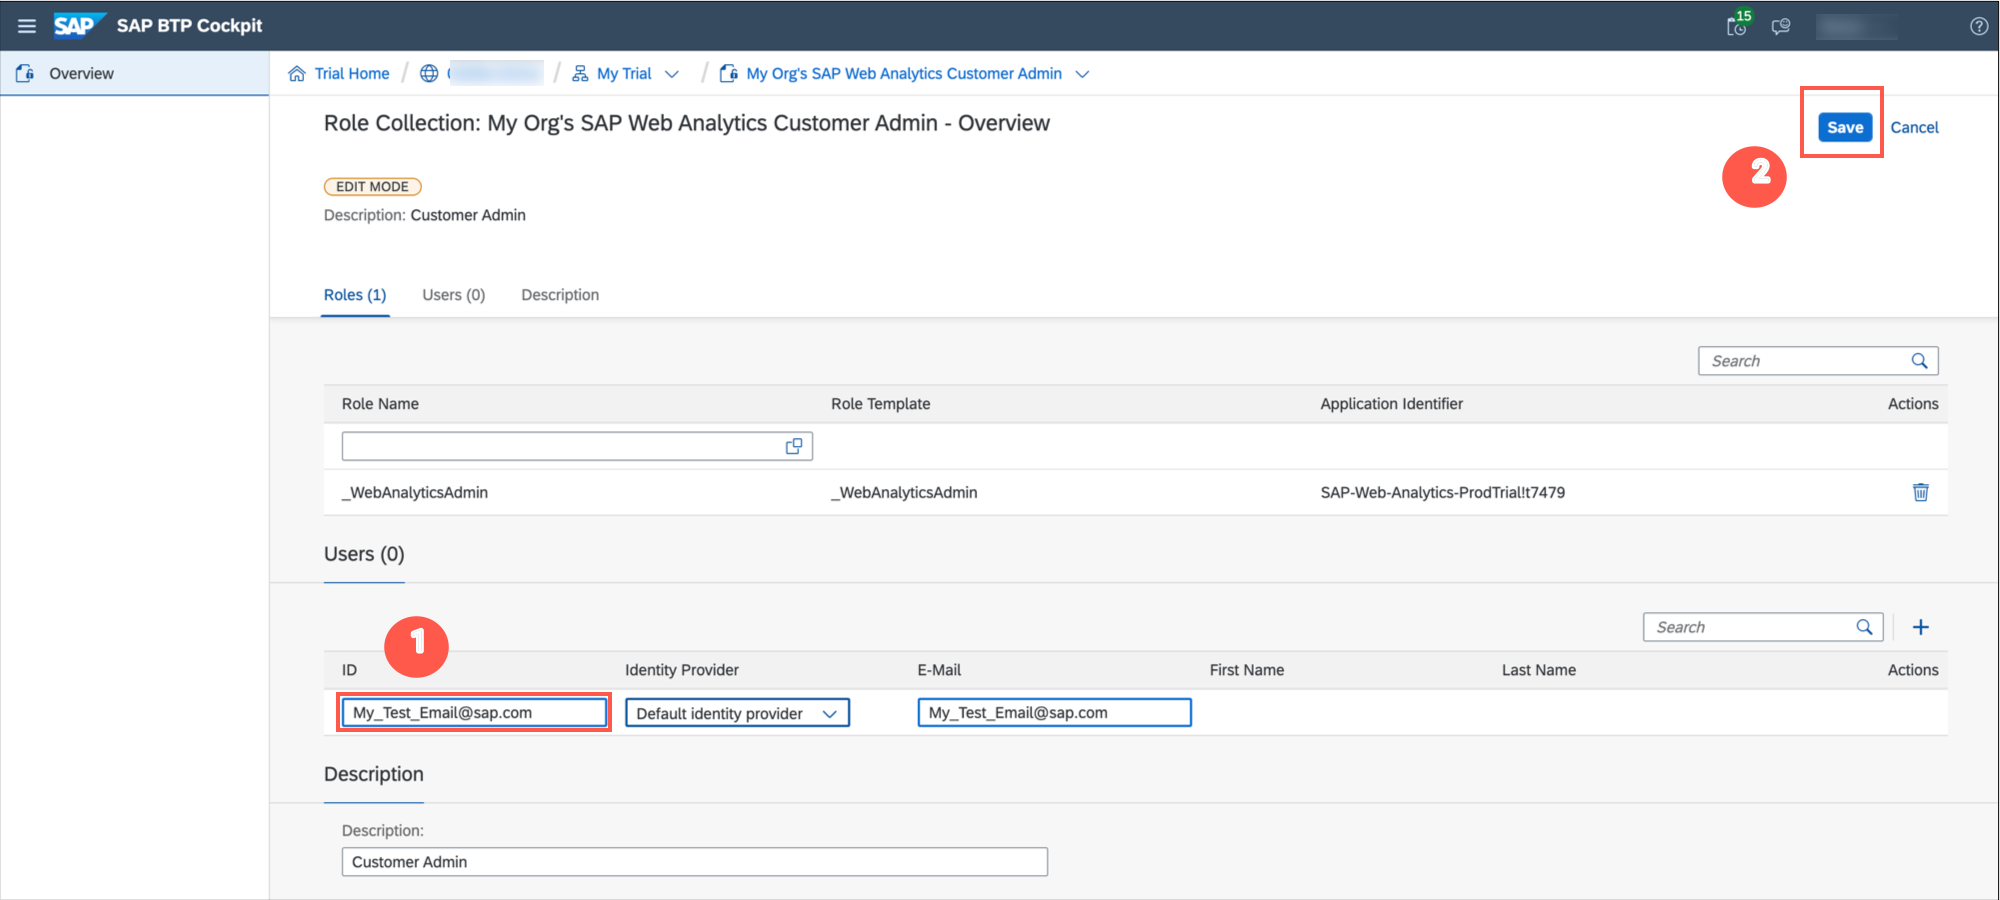 SAP SAP BTP Cockpit
15
Overview
Trial Home / / My Trial / My Org's SAP Web Analytics Customer Admin
Role Collection: My Org's SAP Web Analytics Customer Admin - Overview
Save Cancel
2
EDIT MODE
Description: Customer Admin
Roles (1) Users (0) Description
Search
Role Name Role Template Application Identifier Actions
_WebAnalyticsAdmin _WebAnalyticsAdmin SAP-Web-Analytics-ProdTrial!t7479
Users (0)
Search
1
ID Identity Provider E-Mail First Name Last Name Actions
My_Test_Email@sap.com Default identity provider My_Test_Email@sap.com
Description
Description:
Customer Admin